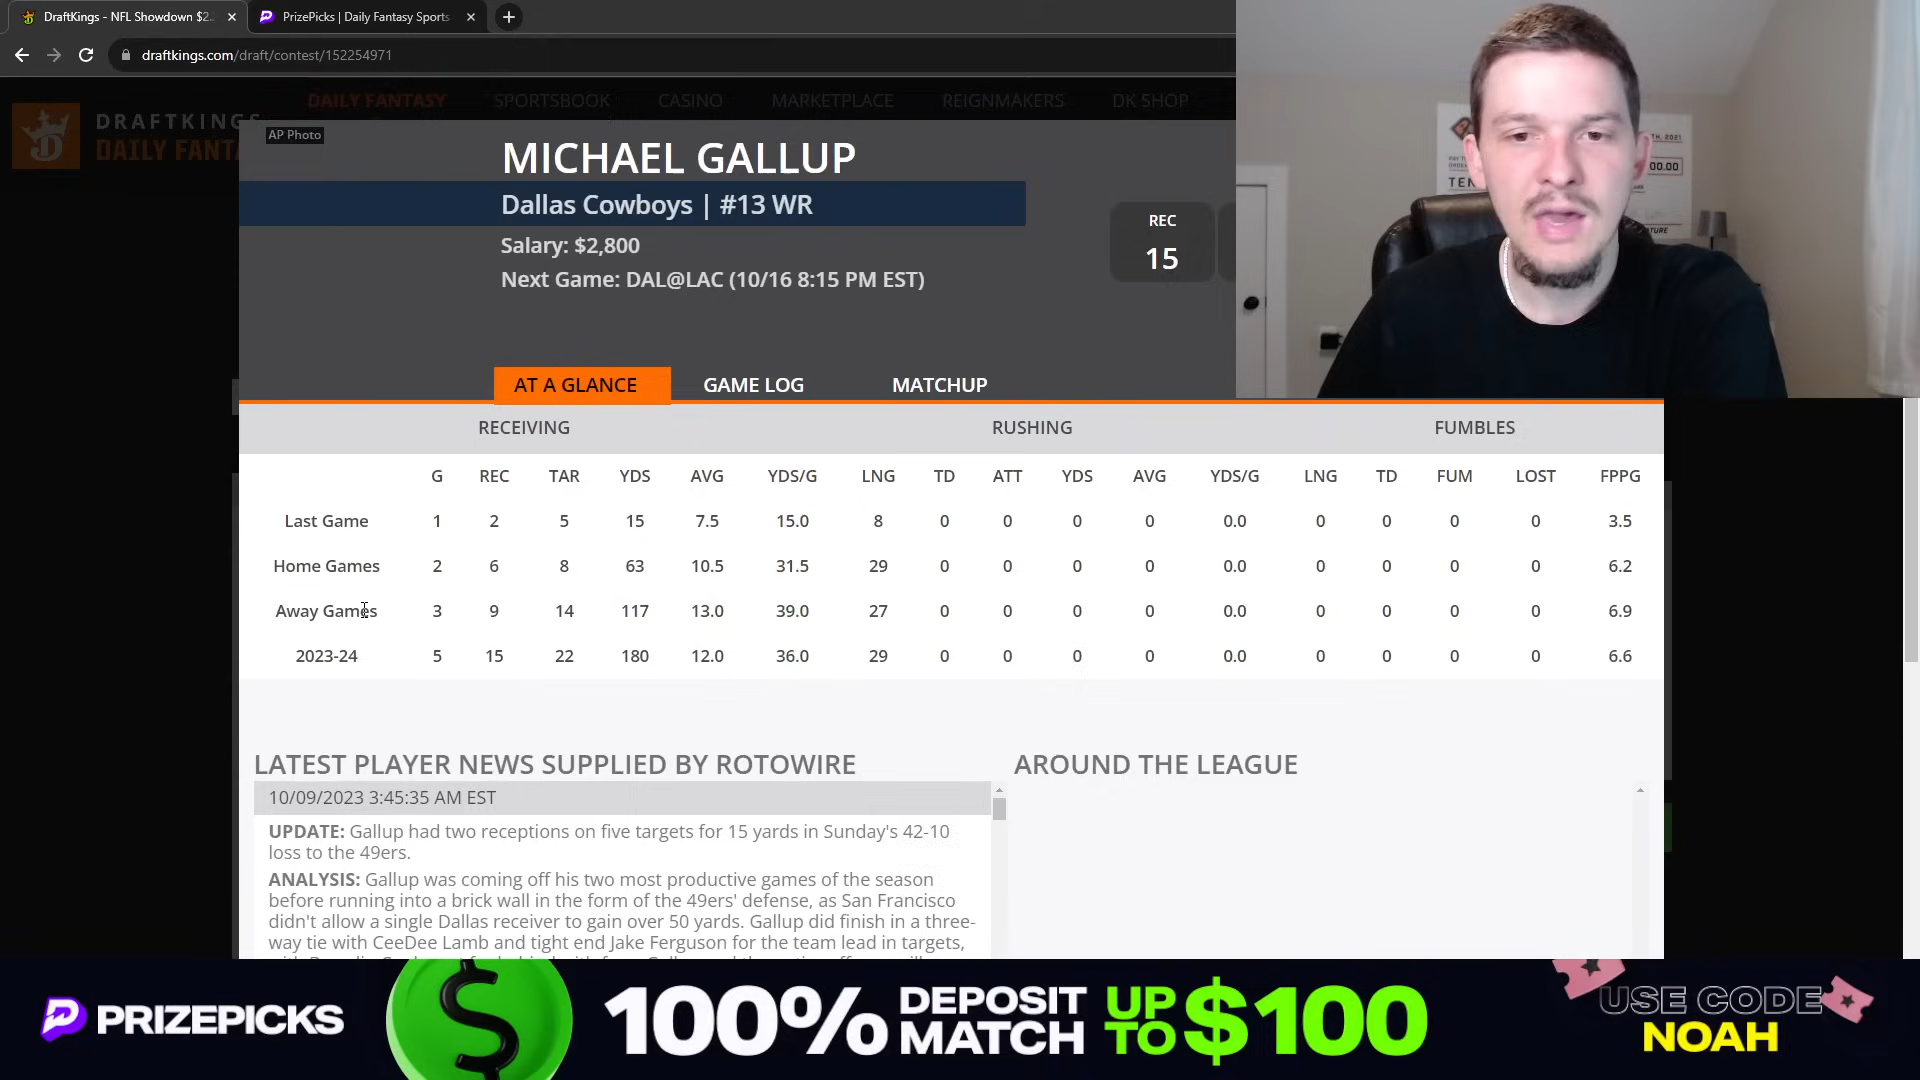 DraftKings - NFL Showdown $2.
PrizePicks | Daily Fantasy Sports
draftkings.com/draft/contest/152254971
DAILY FANTASY
SPORTSBOOK
CASINO
MARKETPLACE
REIGNMAKERS
DK SHOP
DRAFTKINGS
DAILY FANTA
AP Photo
MICHAEL GALLUP
Dallas Cowboys | #13 WR
Salary: $2,800
Next Game: DAL@LAC (10/16 8:15 PM EST)
REC
15
AT A GLANCE
GAME LOG
MATCHUP
RECEIVING RUSHING FUMBLES
G REC TAR YDS AVG YDS/G LNG TD ATT YDS AVG YDS/G LNG TD FUM LOST FPPG
Last Game 1 2 5 15 7.5 15.0 8 0 0 0 0 0.0 0 0 0 0 3.5
Home Games 2 6 8 63 10.5 31.5 29 0 0 0 0 0.0 0 0 0 0 6.2
Away Games 3 9 14 117 13.0 39.0 27 0 0 0 0 0.0 0 0 0 0 6.9
2023-24 5 15 22 180 12.0 36.0 29 0 0 0 0 0.0 0 0 0 0 6.6
LATEST PLAYER NEWS SUPPLIED BY ROTOWIRE
AROUND THE LEAGUE
10/09/2023 3:45:35 AM EST
UPDATE: Gallup had two receptions on five targets for 15 yards in Sunday's 42-10
loss to the 49ers.
ANALYSIS: Gallup was coming off his two most productive games of the season
before running into a brick wall in the form of the 49ers' defense, as San Francisco
didn't allow a single Dallas receiver to gain over 50 yards. Gallup did finish in a three-
way tie with CeeDee Lamb and tight end Jake Ferguson for the team lead in targets,
PRIZEPICKS
100% DEPOSIT MATCH UP TO $100
USE CODE
NOAH